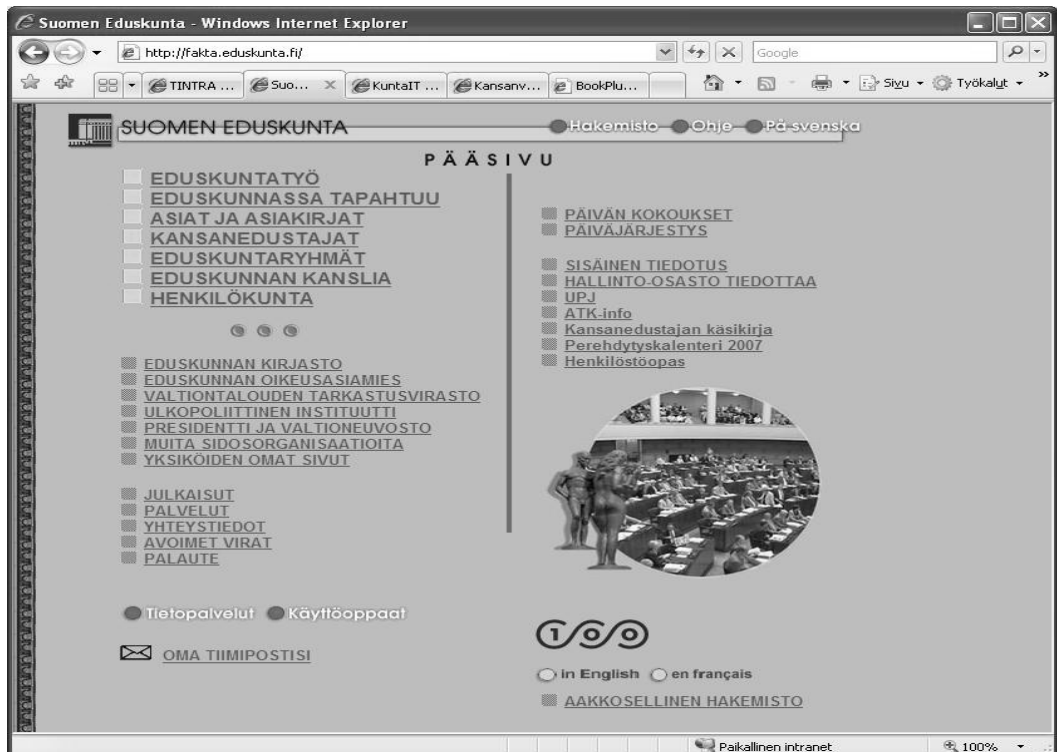 Suomen Eduskunta - Windows Internet Explorer
http://fakta.eduskunta.fi/
Google
TINTRA ...
Suo...
KuntaIT ...
Kansanv...
BookPlu...
Sivu
Työkalut
»
SUOMEN EDUSKUNTA
Hakemisto
Ohje
På svenska
PÄÄSIVU
EDUSKUNTATYÖ
EDUSKUNNASSA TAPAHTUU
ASIAT JA ASIAKIRJAT
KANSANEDUSTAJAT
EDUSKUNTARYHMÄT
EDUSKUNNAN KANSLIA
HENKILÖKUNTA
EDUSKUNNAN KIRJASTO
EDUSKUNNAN OIKEUSASIAMIES
VALTIONTALOUDEN TARKASTUSVIRASTO
ULKOPOLIITTINEN INSTITUUTTI
PRESIDENTTI JA VALTIONEUVOSTO
MUITA SIDOSORGANISAATIOITA
YKSIKÖIDEN OMAT SIVUT
JULKAISUT
PALVELUT
YHTEYSTIEDOT
AVOIMET VIRAT
PALAUTE
Tietopalvelut
Käyttöoppaat
OMA TIIMIPOSTISI
PÄIVÄN KOKOUKSET
PÄIVÄJÄRJESTYS
SISÄINEN TIEDOTUS
HALLINTO-OSASTO TIEDOTTAA
UPJ
ATK-info
Kansanedustajan käsikirja
Perehdytyskalenteri 2007
Henkilöstöopas
100
in English
en français
AAKKOSELLINEN HAKEMISTO
Paikallinen intranet
100%